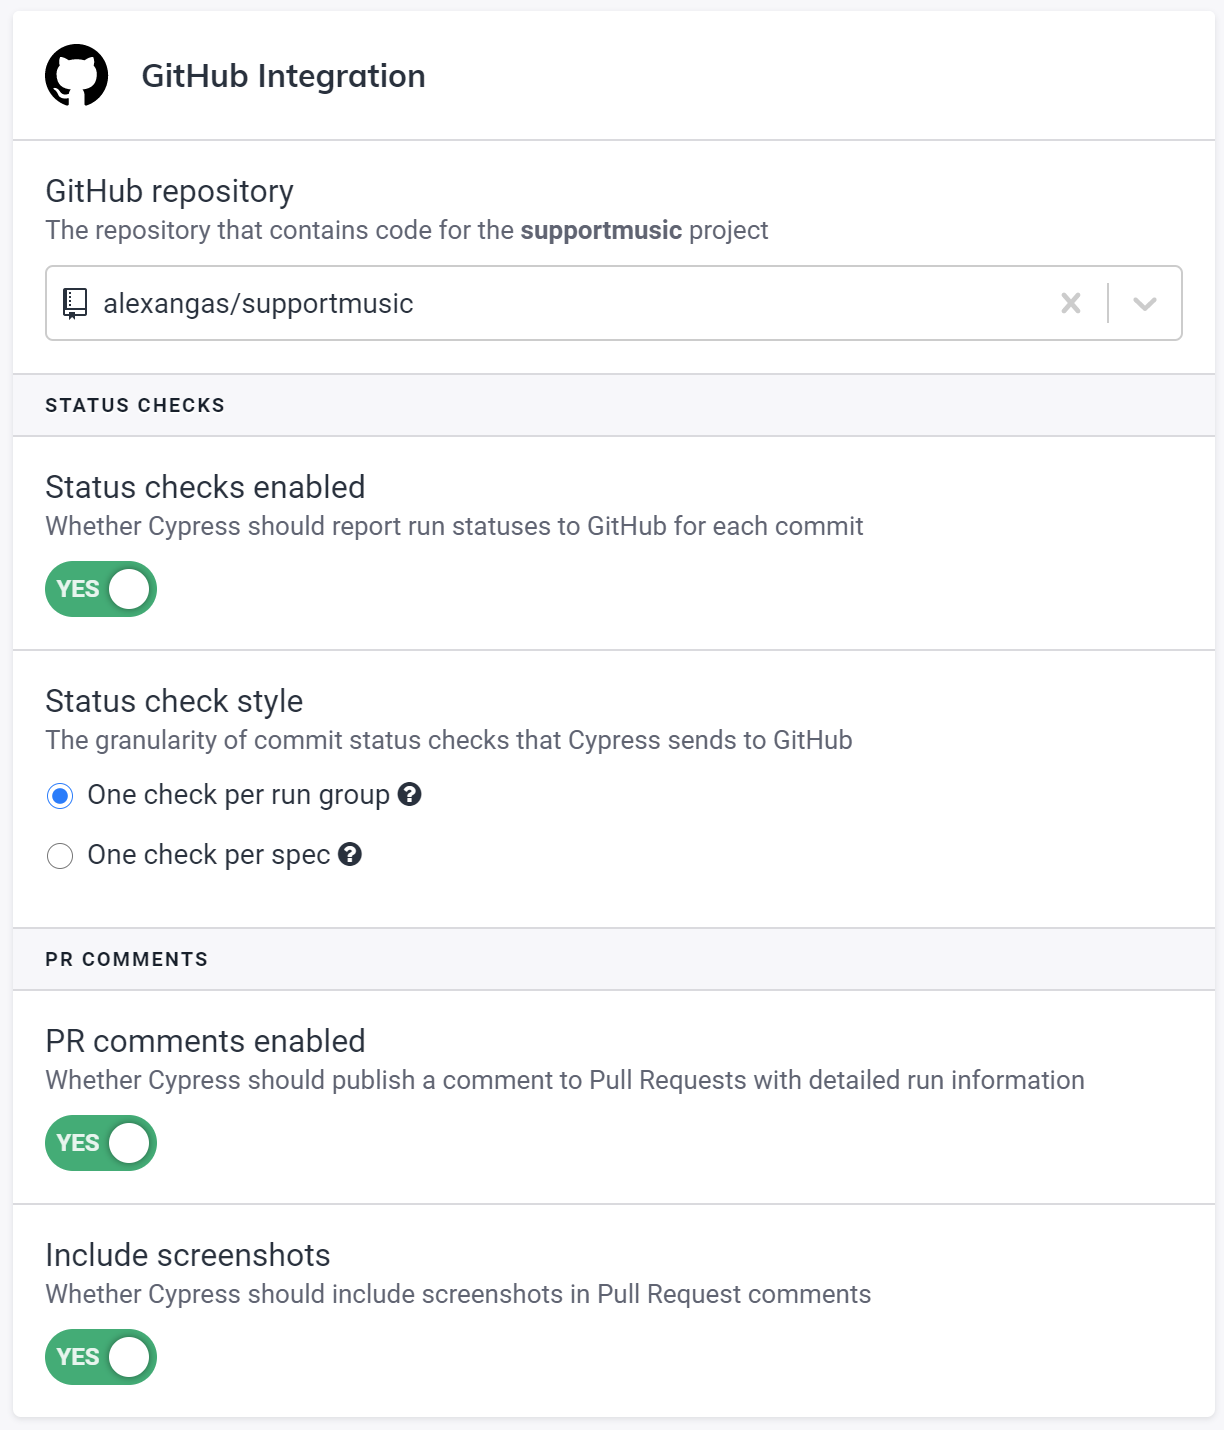 GitHub Integration
GitHub repository
The repository that contains code for the supportmusic project
alexangas/supportmusic
STATUS CHECKS
Status checks enabled
Whether Cypress should report run statuses to GitHub for each commit
YES
Status check style
The granularity of commit status checks that Cypress sends to GitHub
One check per run group ?
One check per spec ?
PR COMMENTS
PR comments enabled
Whether Cypress should publish a comment to Pull Requests with detailed run information
YES
Include screenshots
Whether Cypress should include screenshots in Pull Request comments
YES